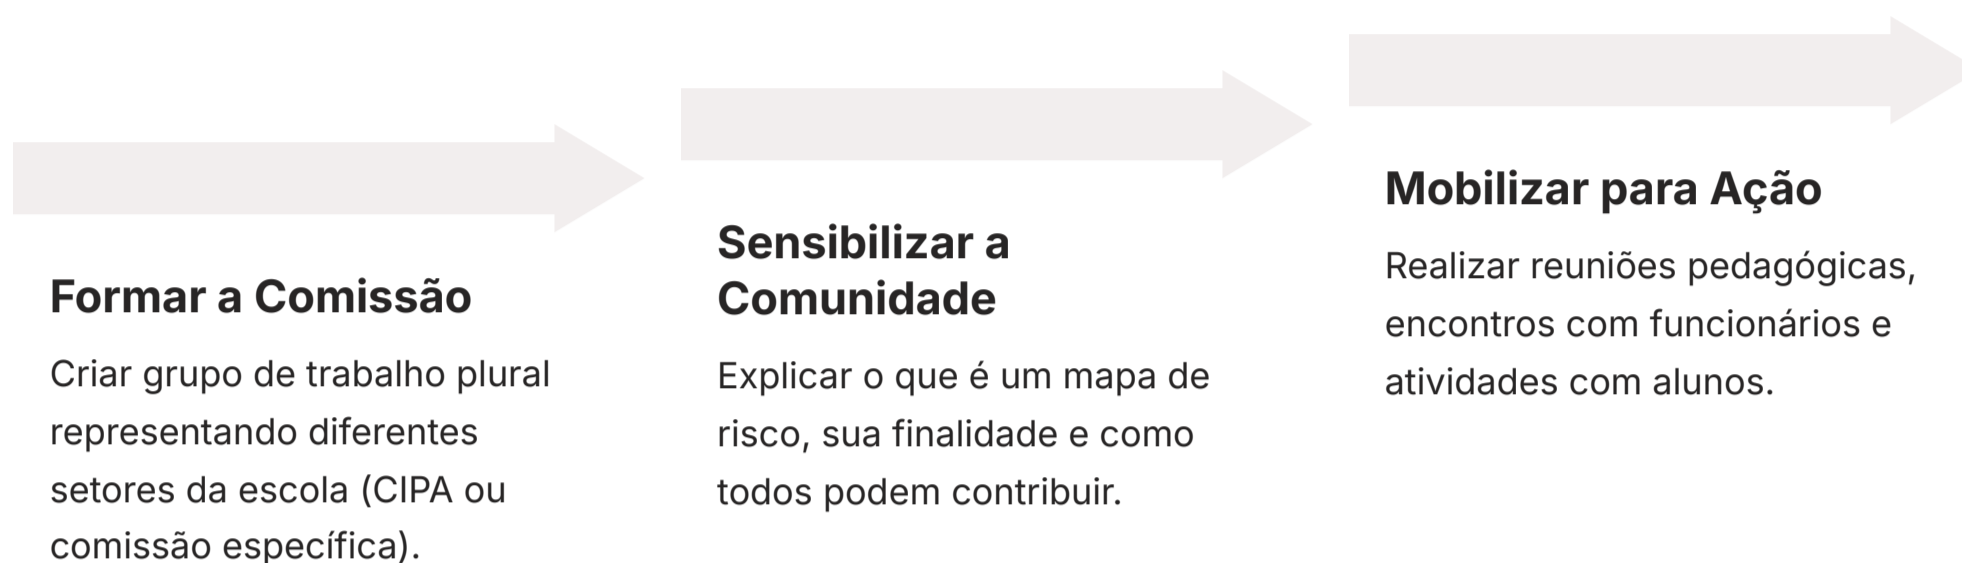 Formar a Comissão
Criar grupo de trabalho plural
representando diferentes
setores da escola (CIPA ou
comissão específica).
Sensibilizar a
Comunidade
Explicar o que é um mapa de
risco, sua finalidade e como
todos podem contribuir.
Mobilizar para Ação
Realizar reuniões pedagógicas,
encontros com funcionários e
atividades com alunos.